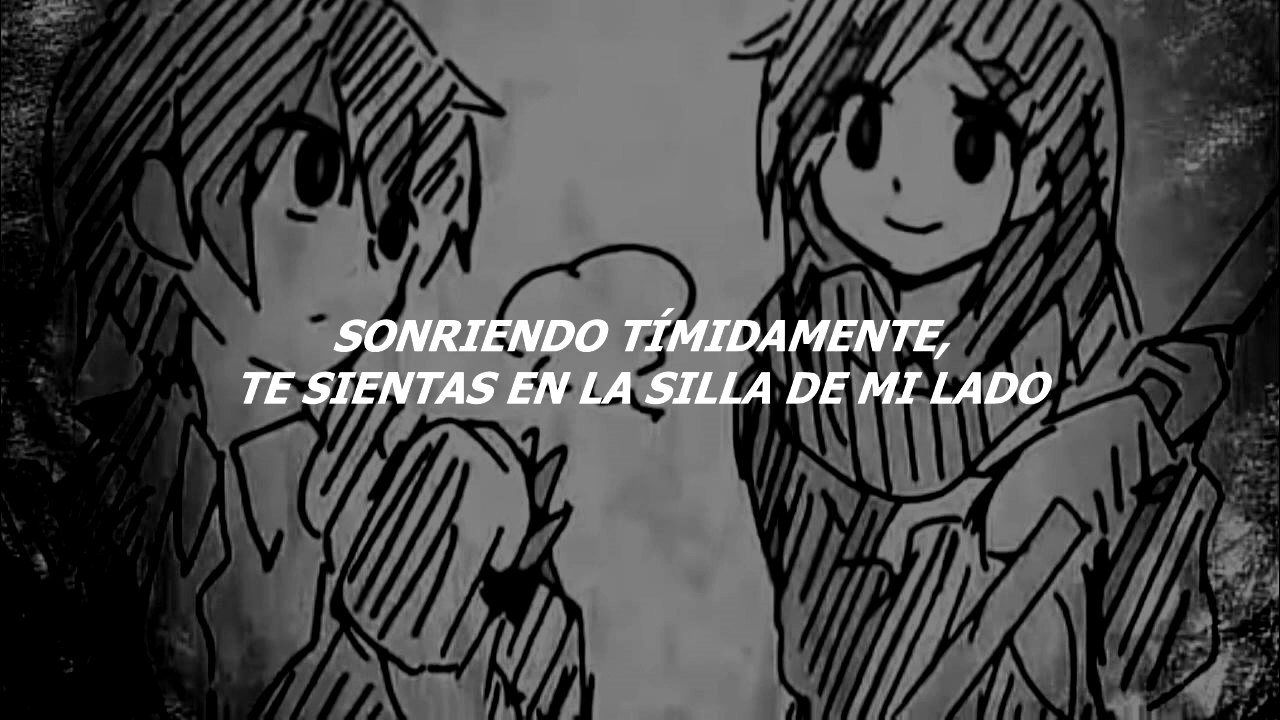 SONRIENDO TÍMIDAMENTE,
TE SIENTAS EN LA SILLA DE MI LADO